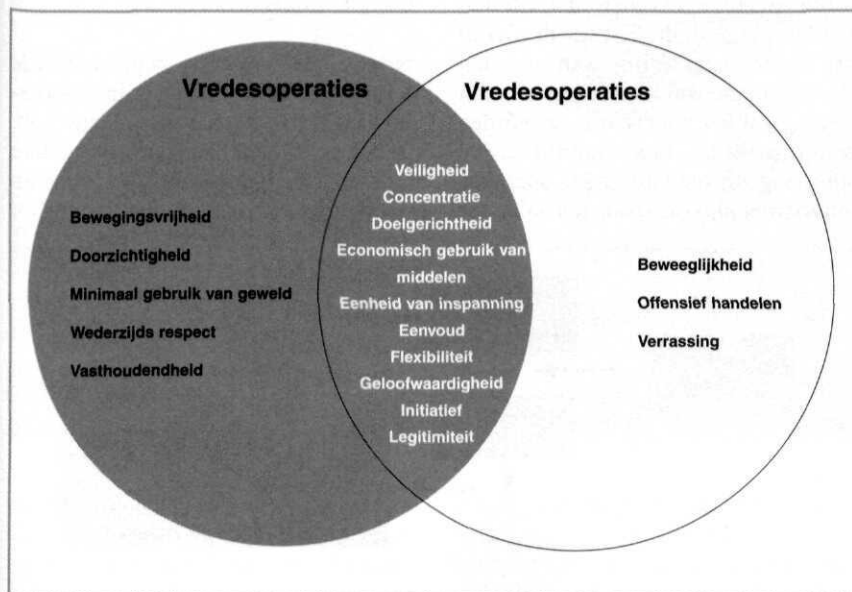 Vredesoperaties
Vredesoperaties
Bewegingsvrijheid
Doorzichtigheid
Minimaal gebruik van geweld
Wederzijds respect
Vasthoudendheid
Veiligheid
Concentratie
Doelgerichtheid
Economisch gebruik van
middelen
Eenheid van inspanning
Eenvoud
Flexibiliteit
Geloofwaardigheid
Initiatief
Legitimiteit
Beweeglijkheid
Offensief handelen
Verrassing